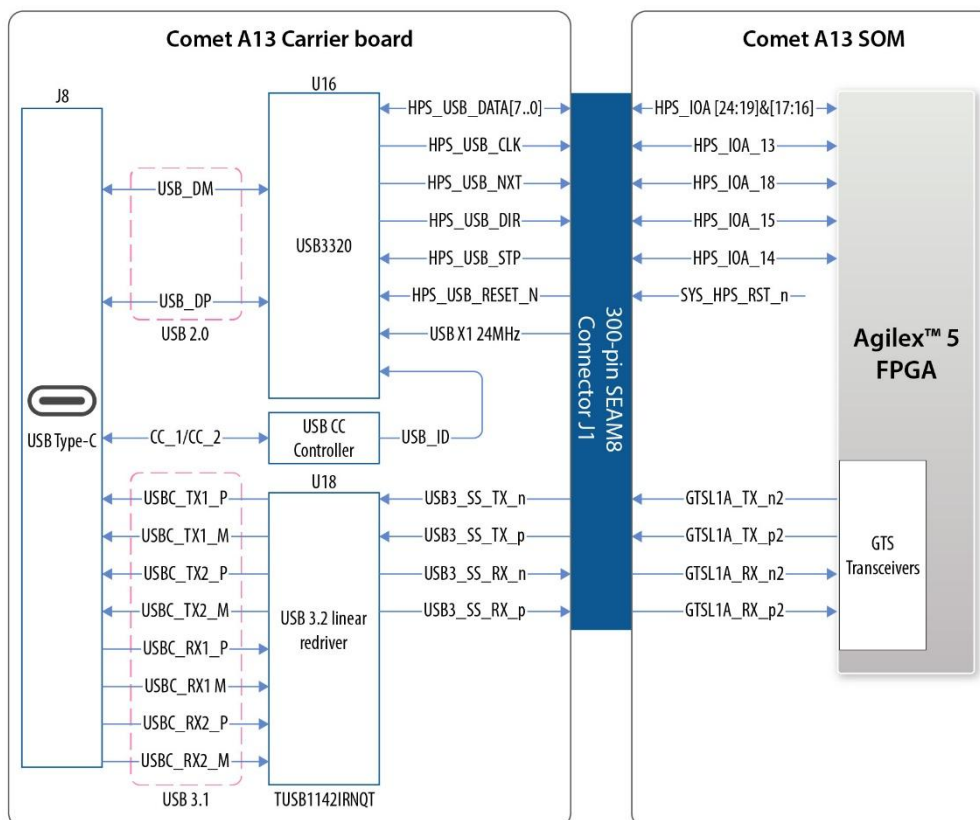 Comet A13 Carrier board
Comet A13 SOM
J8
U16
HPS_USB_DATA[7..0]
HPS_IOA [24:19]&[17:16]
HPS_USB_CLK
HPS_IOA_13
USB_DM
HPS_USB_NXT
HPS_IOA_18
HPS_USB_DIR
HPS_IOA_15
USB3320
HPS_USB_STP
HPS_IOA_14
USB_DP
HPS_USB_RESET_N
SYS_HPS_RST_n
USB 2.0
USB X1 24MHz
300-pin SEAM8
Connector J1
Agilex™ 5
FPGA
USB Type-C
CC_1/CC_2
USB CC
Controller
USB_ID
U18
USBC_TX1_P
USB3_SS_TX_n
GTSL1A_TX_n2
USBC_TX1_M
USB3_SS_TX_p
GTSL1A_TX_p2
GTS
Transceivers
USBC_TX2_P
USB3_SS_RX_n
GTSL1A_RX_n2
USBC_TX2_M
USB 3.2 linear
redriver
USB3_SS_RX_p
GTSL1A_RX_p2
USBC_RX1_P
USBC_RX1 M
USBC_RX2_P
USBC_RX2_M
USB 3.1
TUSB1142IRNQT